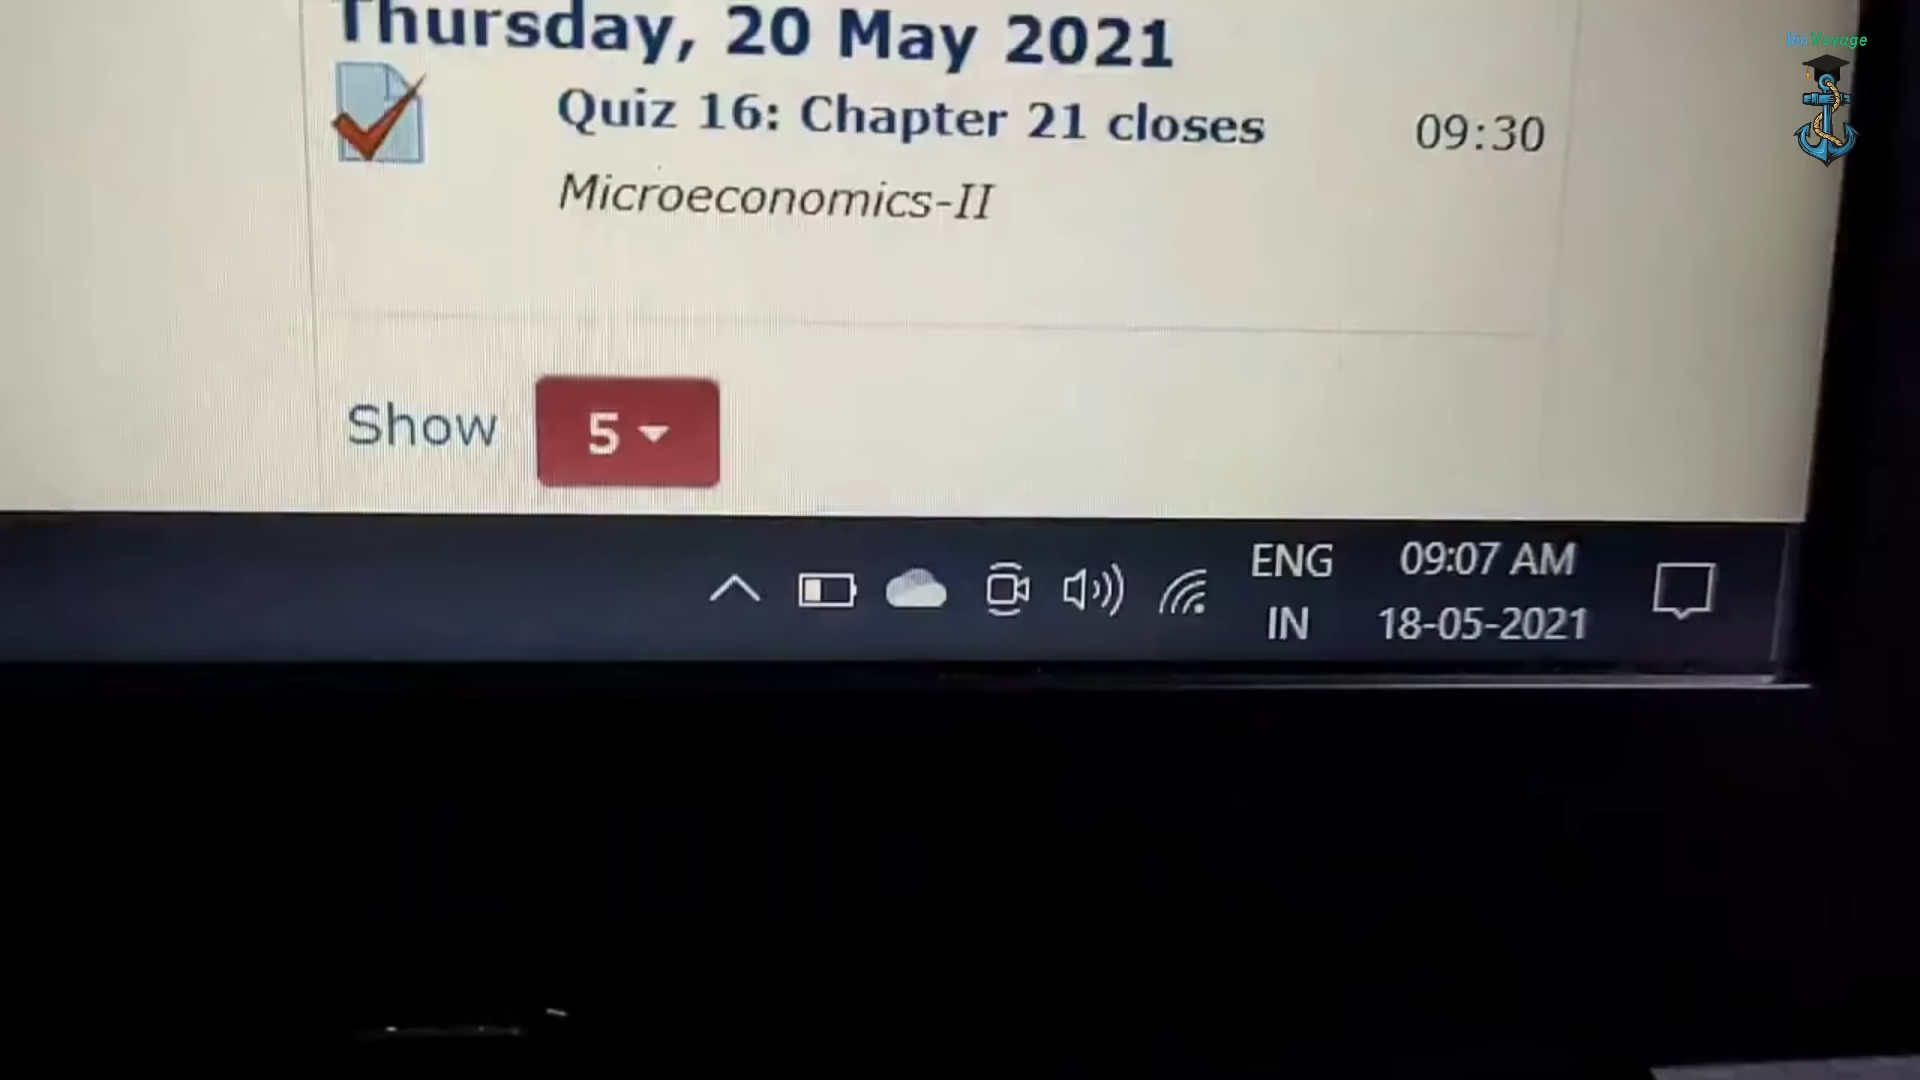 Thursday, 20 May 2021
Quiz 16: Chapter 21 closes
09:30
Microeconomics-II
Show
5
ENG
IN
09:07 AM
18-05-2021
UniVoyage